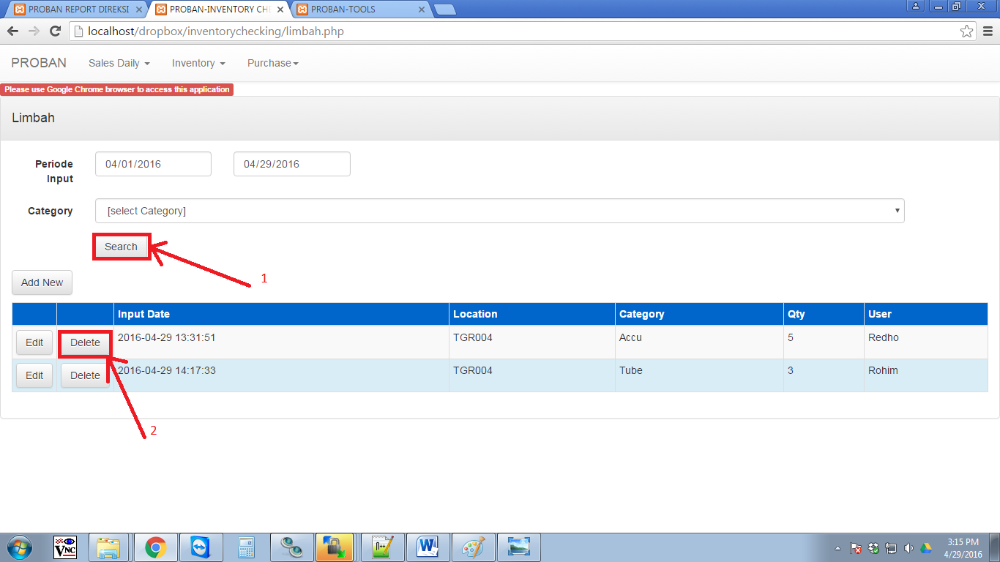 PROBAN REPORT DIREKSI
PROBAN-INVENTORY CHE
PROBAN-TOOLS
localhost/dropbox/inventorychecking/limbah.php
PROBAN Sales Daily Inventory Purchase
Please use Google Chrome browser to access this application
Limbah
Periode Input 04/01/2016 04/29/2016
Category [select Category]
Search
1
Add New
Input Date Location Category Qty User
Edit Delete 2016-04-29 13:31:51 TGR004 Accu 5 Redho
Edit Delete 2016-04-29 14:17:33 TGR004 Tube 3 Rohim
2
VNC
N++
W
3:15 PM
4/29/2016